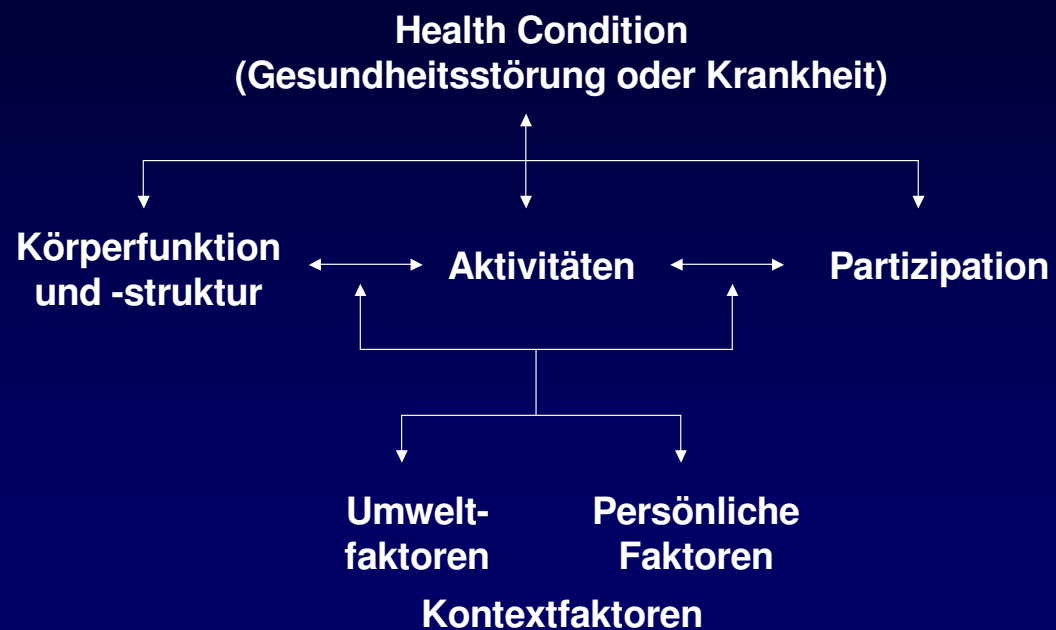 Health Condition
(Gesundheitsstörung oder Krankheit)
Körperfunktion
und -struktur
Aktivitäten
Partizipation
Umwelt-
faktoren
Persönliche
Faktoren
Kontextfaktoren